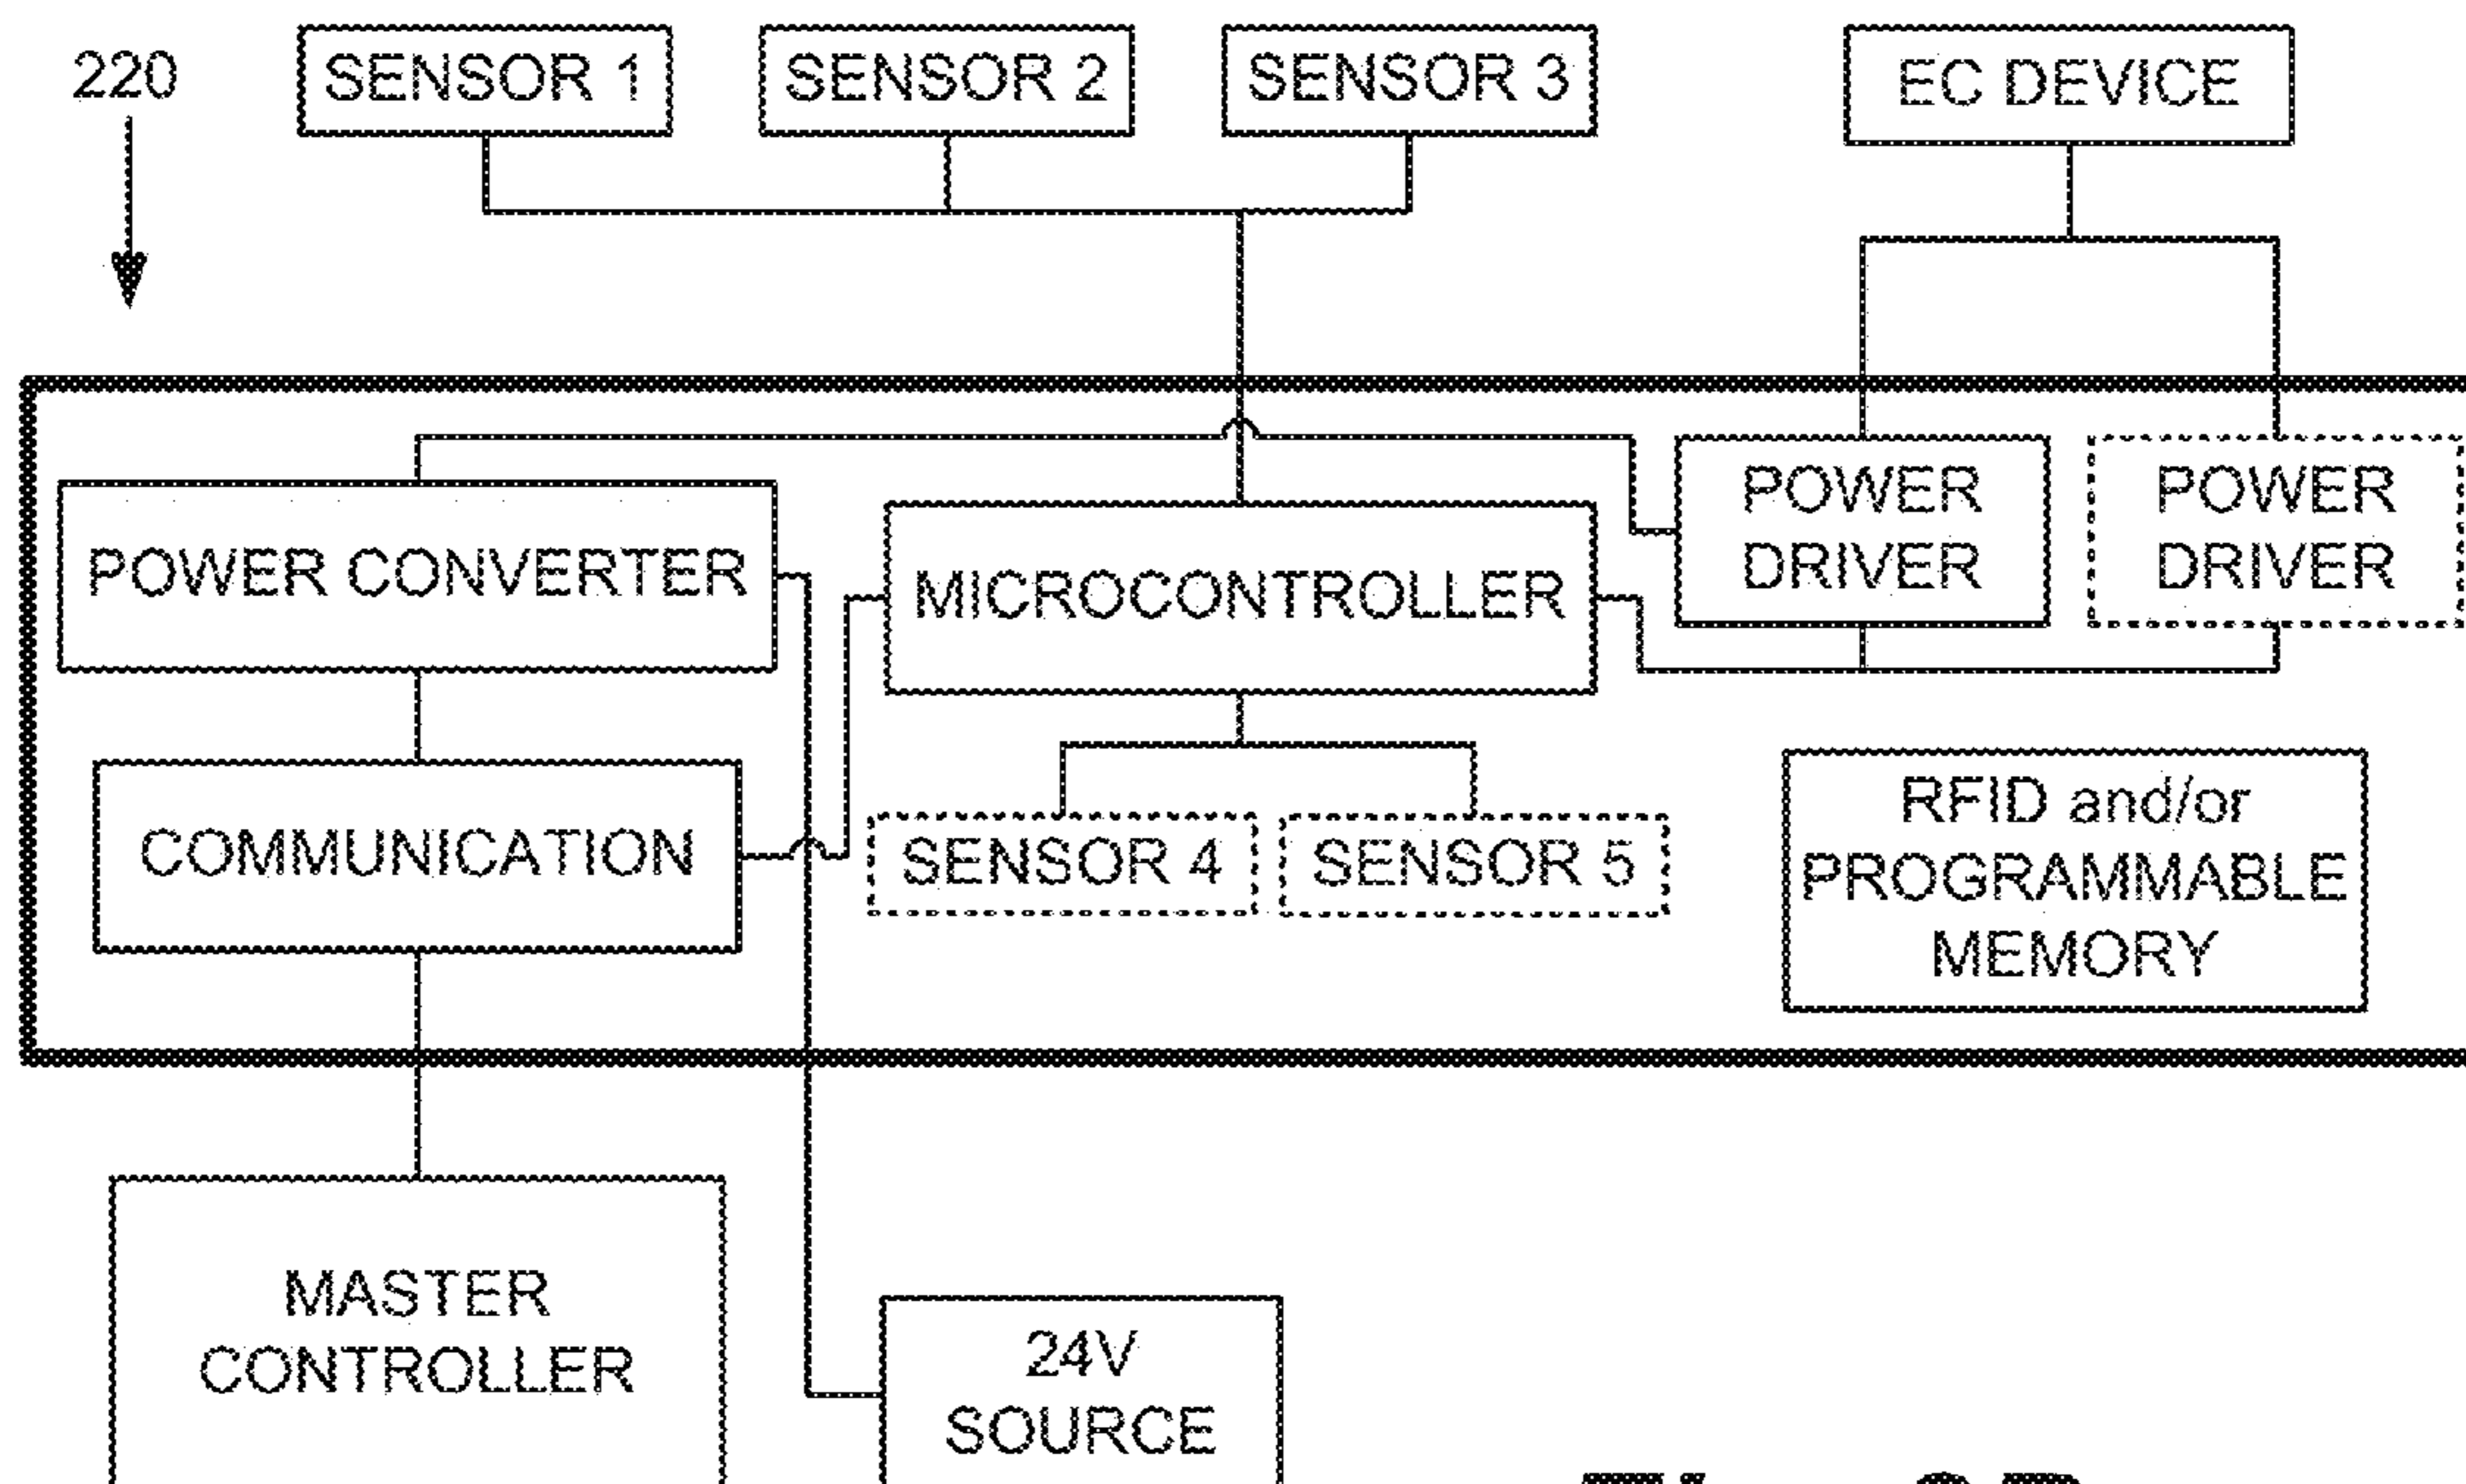 220
SENSOR 1
SENSOR 2
SENSOR 3
EC DEVICE
POWER CONVERTER
MICROCONTROLLER
POWER
DRIVER
POWER
DRIVER
COMMUNICATION
SENSOR 4
SENSOR 5
RFID and/or
PROGRAMMABLE
MEMORY
MASTER
CONTROLLER
24V
SOURCE